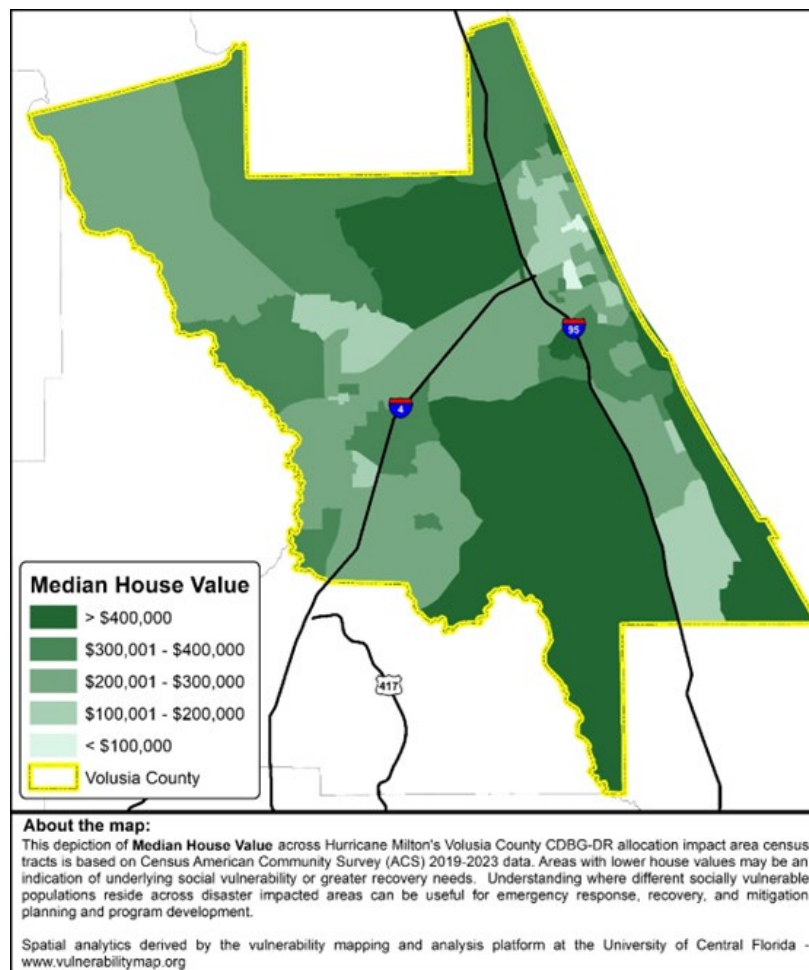 95
4
Median House Value
> $400,000
$300,001 - $400,000
$200,001 - $300,000
$100,001 - $200,000
< $100,000
Volusia County
417
About the map:
This depiction of Median House Value across Hurricane Milton's Volusia County CDBG-DR allocation impact area census
tracts is based on Census American Community Survey (ACS) 2019-2023 data. Areas with lower house values may be an
indication of underlying social vulnerability or greater recovery needs. Understanding where different socially vulnerable
populations reside across disaster impacted areas can be useful for emergency response, recovery, and mitigation
planning and program development.
Spatial analytics derived by the vulnerability mapping and analysis platform at the University of Central Florida -
www.vulnerabilitymap.org